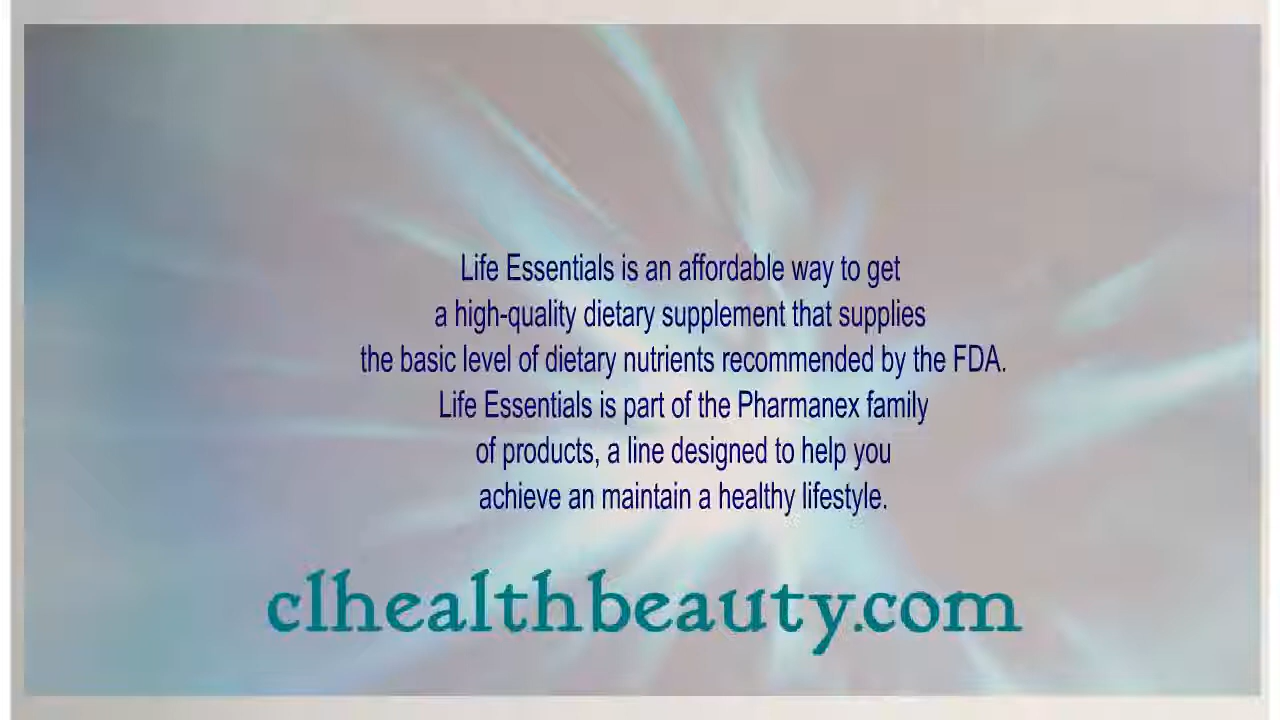 Life Essentials is an affordable way to get
a high-quality dietary supplement that supplies
the basic level of dietary nutrients recommended by the FDA.
Life Essentials is part of the Pharmanex family
of products, a line designed to help you
achieve an maintain a healthy lifestyle.
clhealthbeauty.com